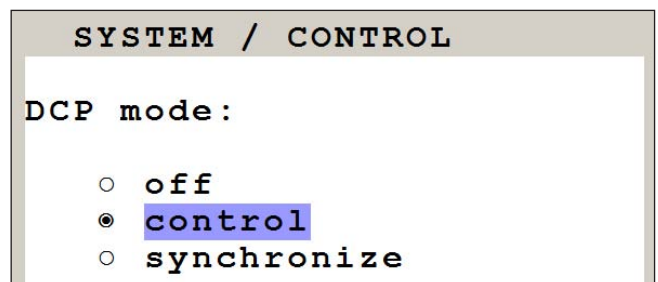 SYSTEM / CONTROL
DCP mode:
○ off
◉ control
○ synchronize